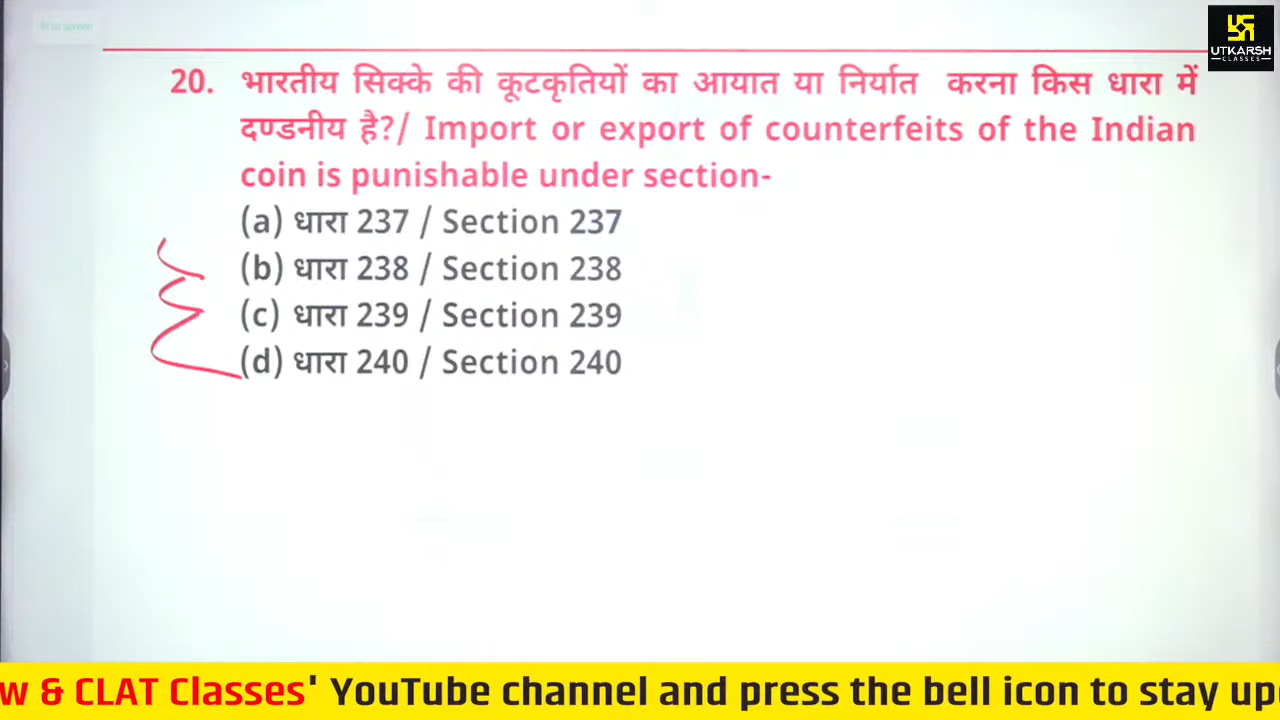 UTKARSH
CLASSES
20. भारतीय सिक्के की कूटकृतियों का आयात या निर्यात करना किस धारा में
दण्डनीय है?/ Import or export of counterfeits of the Indian
coin is punishable under section-
(a) धारा 237 / Section 237
(b) धारा 238 / Section 238
(c) धारा 239 / Section 239
(d) धारा 240 / Section 240
w & CLAT Classes' YouTube channel and press the bell icon to stay up